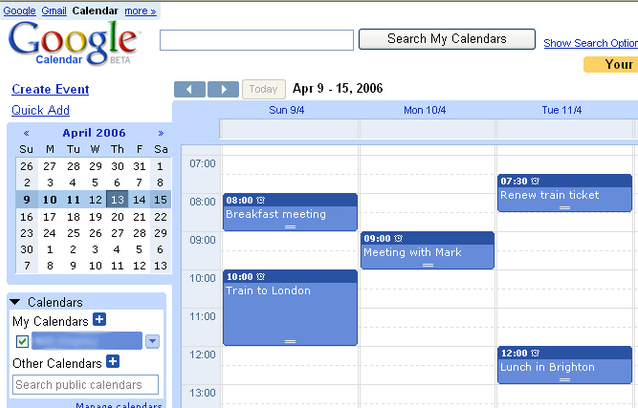 Google Gmail Calendar more »
Google
Calendar BETA
Search My Calendars
Show Search Option
Your
Create Event
Quick Add
Today
Apr 9 - 15, 2006
Sun 9/4 Mon 10/4 Tue 11/4
« April 2006 »
Su M T W Th F Sa
26 27 28 29 30 31 1
2 3 4 5 6 7 8
9 10 11 12 13 14 15
16 17 18 19 20 21 22
23 24 25 26 27 28 29
30 1 2 3 4 5 6
7 8 9 10 11 12 13
07:00
07:30
Renew train ticket
08:00
08:00
Breakfast meeting
09:00
09:00
Meeting with Mark
10:00
10:00
Train to London
11:00
12:00
12:00
Lunch in Brighton
13:00
Calendars
My Calendars
Other Calendars
Search public calendars
Manage calendars